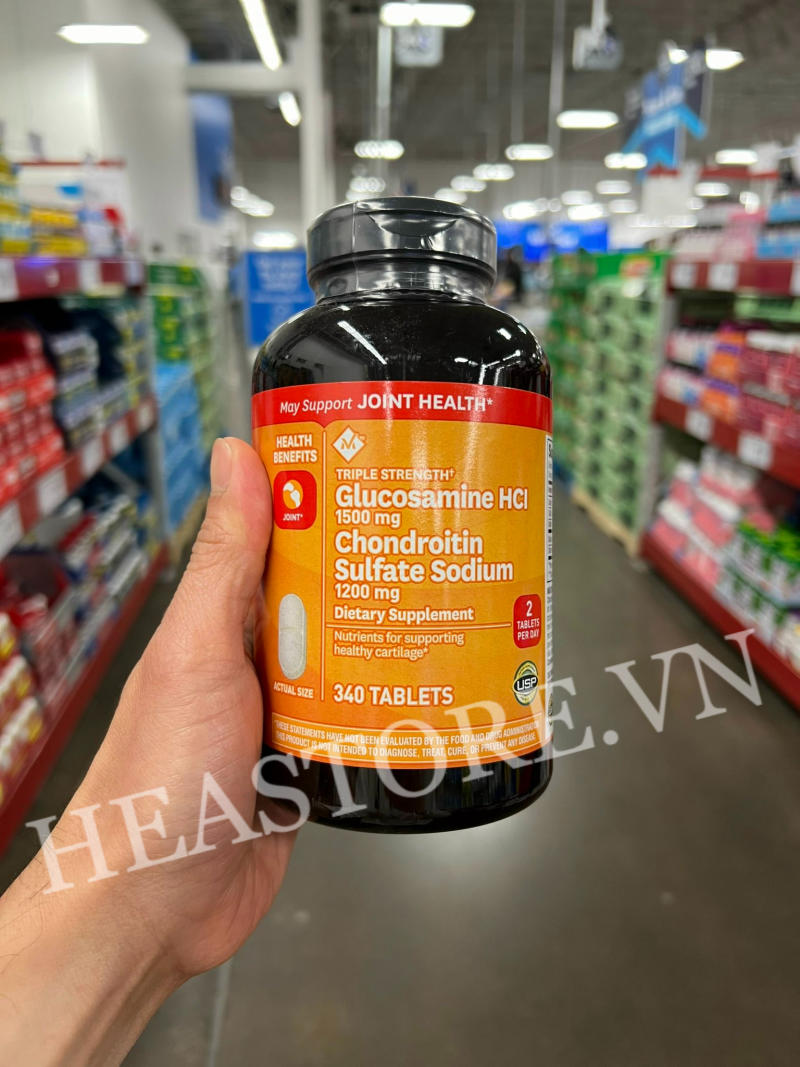 May Support JOINT HEALTH*
HEALTH
BENEFITS
JOINT*
TRIPLE STRENGTH†
Glucosamine HCl
1500 mg
Chondroitin
Sulfate Sodium
1200 mg
Dietary Supplement
Nutrients for supporting
healthy cartilage*
2
TABLETS
PER DAY
USP
ACTUAL SIZE
340 TABLETS
*THESE STATEMENTS HAVE NOT BEEN EVALUATED BY THE FOOD AND DRUG ADMINISTRATION.
THIS PRODUCT IS NOT INTENDED TO DIAGNOSE, TREAT, CURE, OR PREVENT ANY DISEASE.
HEASTORE.VN